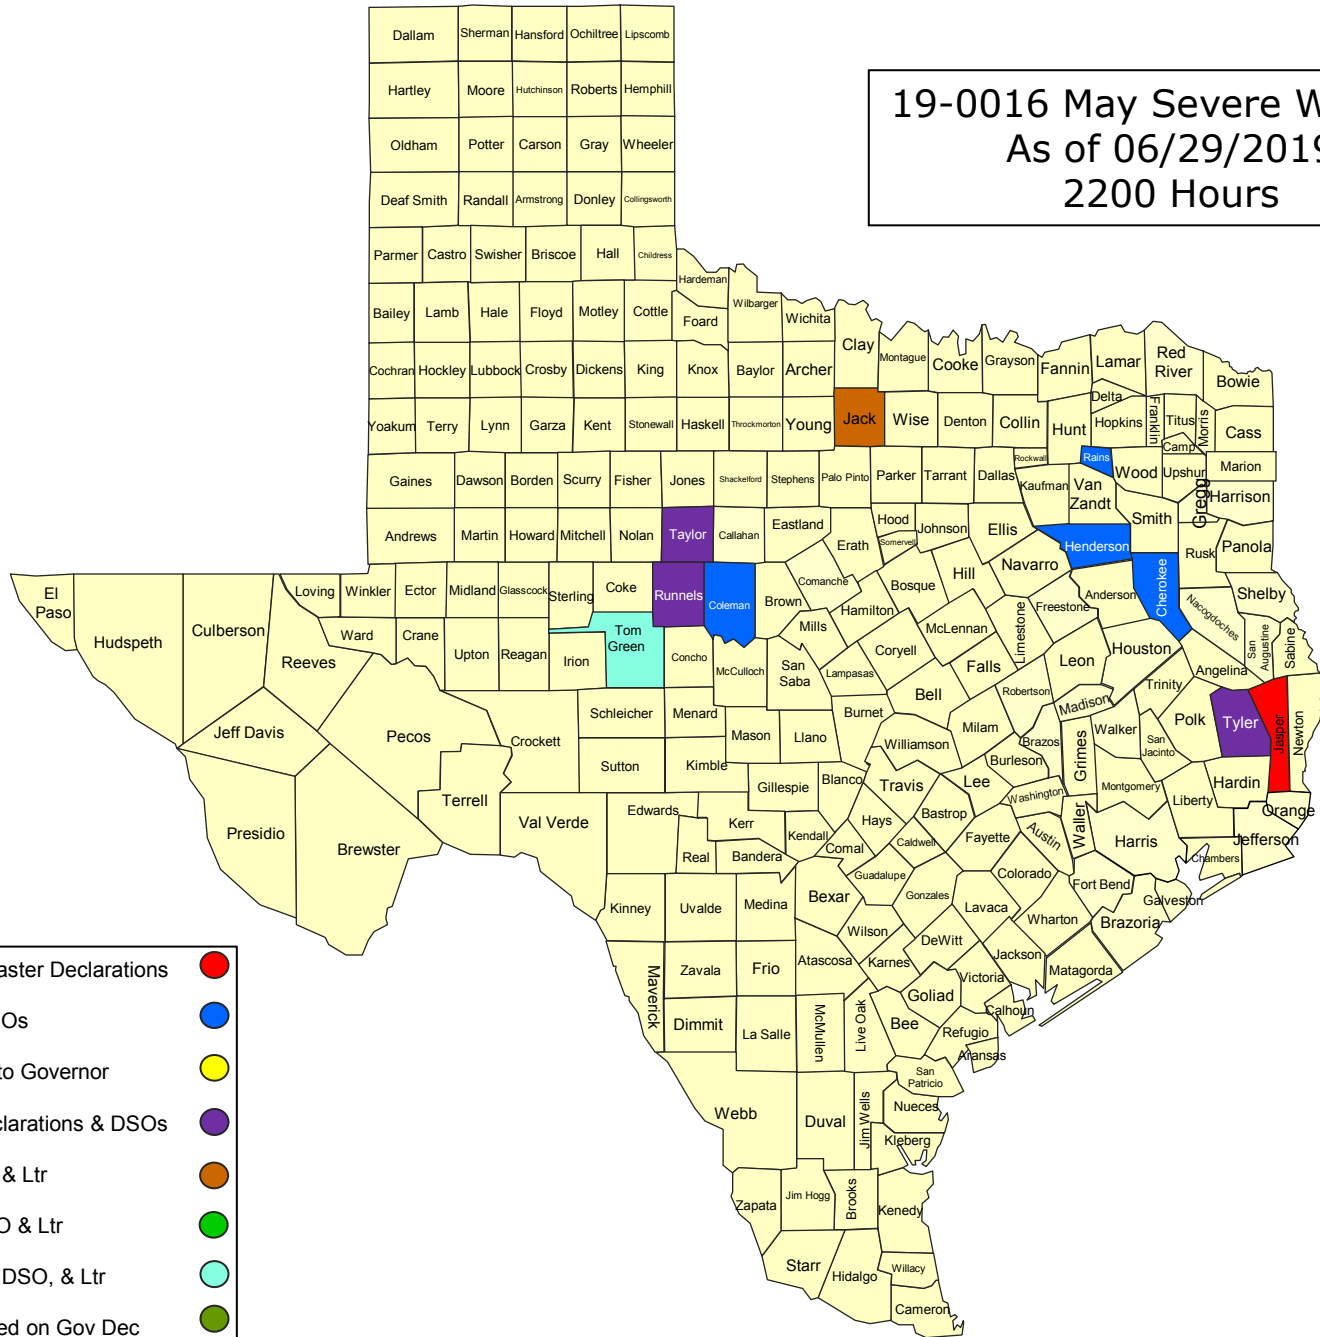 19-0016 May Severe W
As of 06/29/2019
2200 Hours
Dallam Sherman Hansford Ochiltree Lipscomb
Hartley Moore Hutchinson Roberts Hemphill
Oldham Potter Carson Gray Wheeler
Deaf Smith Randall Armstrong Donley Collingsworth
Parmer Castro Swisher Briscoe Hall Childress
Hardeman
Bailey Lamb Hale Floyd Motley Cottle Foard Wilbarger Wichita Clay
Cochran Hockley Lubbock Crosby Dickens King Knox Baylor Archer Montague Cooke Grayson Fannin Lamar Red River Bowie
Yoakum Terry Lynn Garza Kent Stonewall Haskell Throckmorton Young Jack Wise Denton Collin Hunt Delta Hopkins Franklin Titus Morris Cass
Camp
Gaines Dawson Borden Scurry Fisher Jones Shackelford Stephens Palo Pinto Parker Tarrant Dallas Rockwall Kaufman Rains Van Zandt Wood Upshur Marion
Gregg Harrison
Andrews Martin Howard Mitchell Nolan Taylor Callahan Eastland Erath Hood Somervell Johnson Ellis Henderson Smith Rusk Panola
El Paso Hudspeth Culberson Loving Winkler Ector Midland Glasscock Sterling Coke Runnels Coleman Brown Comanche Hamilton Bosque Hill Navarro Freestone Anderson Cherokee Nacogdoches Shelby
Reeves Ward Crane Upton Reagan Irion Tom Green Concho McCulloch San Saba Mills Lampasas Coryell McLennan Limestone Falls Leon Houston Angelina San Augustine Sabine
Jeff Davis Pecos Crockett Schleicher Menard Mason Llano Burnet Bell Milam Robertson Madison Trinity Walker San Jacinto Polk Tyler Jasper Newton
Sutton Kimble Gillespie Blanco Williamson Travis Lee Burleson Brazos Grimes Washington Montgomery Liberty Hardin Orange
Presidio Brewster Terrell Val Verde Edwards Kerr Real Bandera Kendall Comal Hays Caldwell Bastrop Fayette Austin Waller Harris Chambers Jefferson
Kinney Uvalde Medina Bexar Guadalupe Gonzales Lavaca Colorado Wharton Fort Bend Brazoria Galveston
Maverick Zavala Frio Atascosa Wilson Karnes DeWitt Jackson Matagorda Victoria
Dimmit La Salle McMullen Live Oak Bee Goliad Refugio Calhoun Aransas
Webb Duval Jim Wells San Patricio Nueces Kleberg
Zapata Jim Hogg Brooks Kenedy
Starr Hidalgo Willacy
Cameron
aster Declarations
Os
to Governor
clarations & DSOs
& Ltr
O & Ltr
DSO, & Ltr
ed on Gov Dec